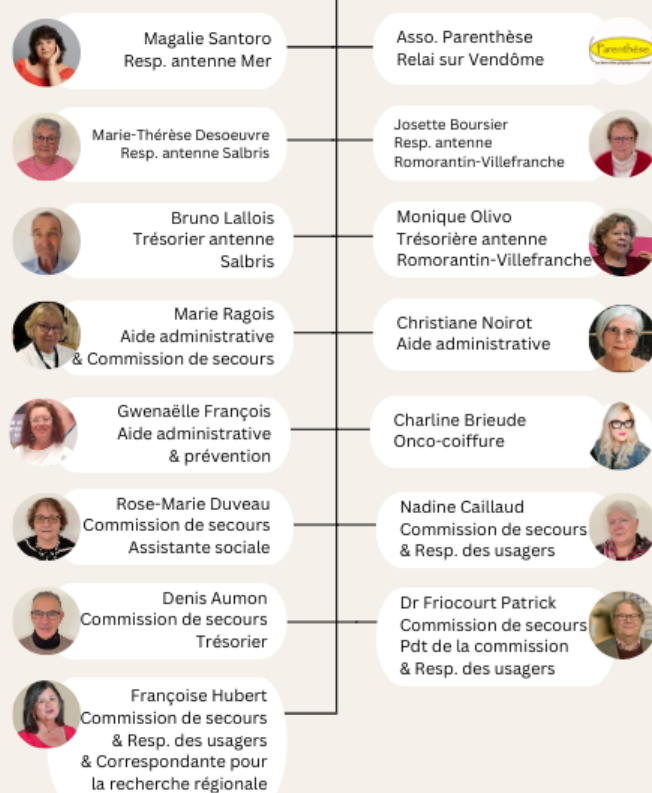 Magalie Santoro
Resp. antenne Mer
Asso. Parenthèse
Relai sur Vendôme
Parenthèse
Marie-Thérèse Desoeuvre
Resp. antenne Salbris
Josette Boursier
Resp. antenne
Romorantin-Villefranche
Bruno Lallois
Trésorier antenne
Salbris
Monique Olivo
Trésorière antenne
Romorantin-Villefranche
Marie Ragois
Aide administrative
& Commission de secours
Christiane Noirot
Aide administrative
Gwenaëlle François
Aide administrative
& prévention
Charline Brieude
Onco-coiffure
Rose-Marie Duveau
Commission de secours
Assistante sociale
Nadine Caillaud
Commission de secours
& Resp. des usagers
Denis Aumon
Commission de secours
Trésorier
Dr Friocourt Patrick
Commission de secours
Pdt de la commission
& Resp. des usagers
Françoise Hubert
Commission de secours
& Resp. des usagers
& Correspondante pour
la recherche régionale